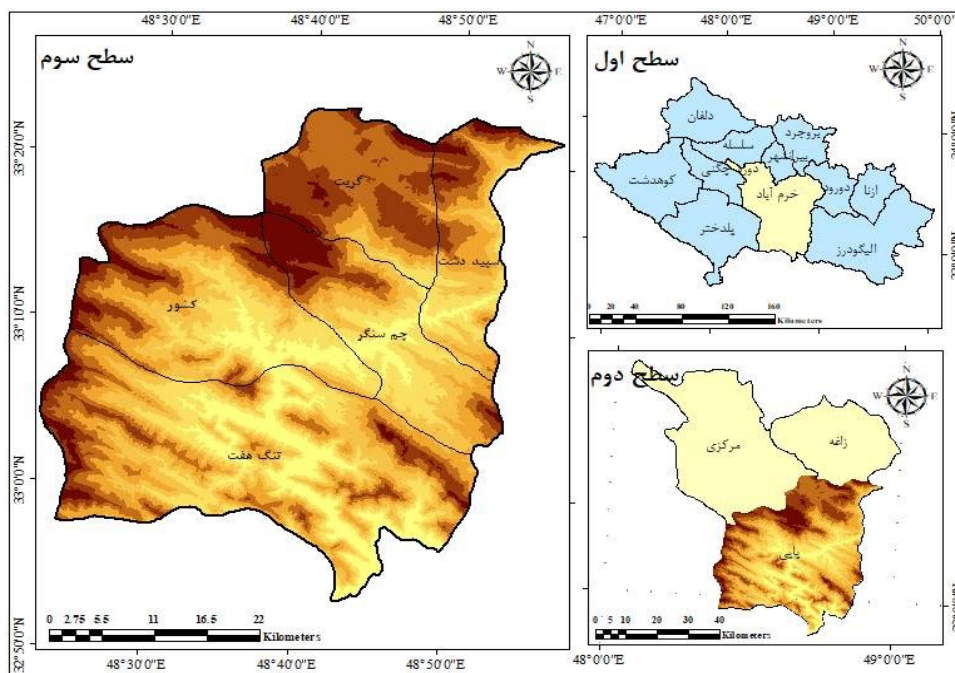 48°30'0"E 48°40'0"E 48°50'0"E
47°0'0"E 48°0'0"E 49°0'0"E 50°0'0"E
سطح سوم
N
W E
S
33°20'0"N
33°10'0"N
33°0'0"N
32°50'0"N
گریت
سپید دشت
کشور
چم سنگر
تنگ هفت
0 2.75 5.5 11 16.5 22
Kilometers
48°30'0"E 48°40'0"E 48°50'0"E
سطح اول
N
W E
S
دلفان
بروجرد
سلسله
بیرانشهر
دوره چگنی
کوهدشت
خرم آباد
دورود
ازنا
پلدختر
الیگودرز
0 20 40 80 120 160
Kilometers
سطح دوم
N
W E
S
مرکزی
زاغه
پاپی
0 5 10 20 30 40
Kilometers
48°0'0"E 49°0'0"E